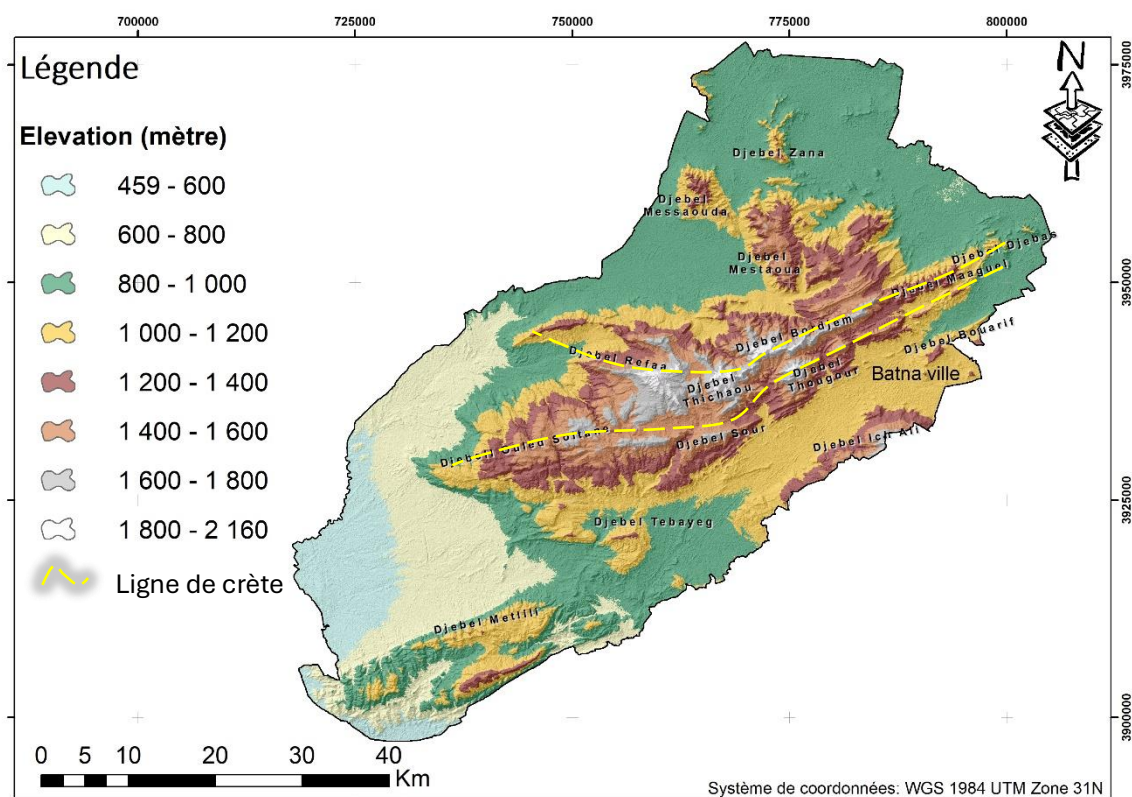 700000
725000
750000
775000
800000
Légende
N
3975000
Elevation (mètre)
459 - 600
600 - 800
800 - 1 000
1 000 - 1 200
1 200 - 1 400
1 400 - 1 600
1 600 - 1 800
1 800 - 2 160
Ligne de crète
Djebel Zana
Djebel
Messaouda
Djebel
Mestaoua
Djebel Djebas
Djebel Maaguel
3950000
Djebel Bordjem
Djebel Bouarif
Djebel Refaa
Djebel
Thichaou
Djebel
Thougour
Batna ville
Djebel Ouled Soltane
Djebel Sour
Djebel Ich Ali
3925000
Djebel Tebayeg
Djebel Metlili
3900000
0 5 10 20 30 40
Km
Système de coordonnées: WGS 1984 UTM Zone 31N